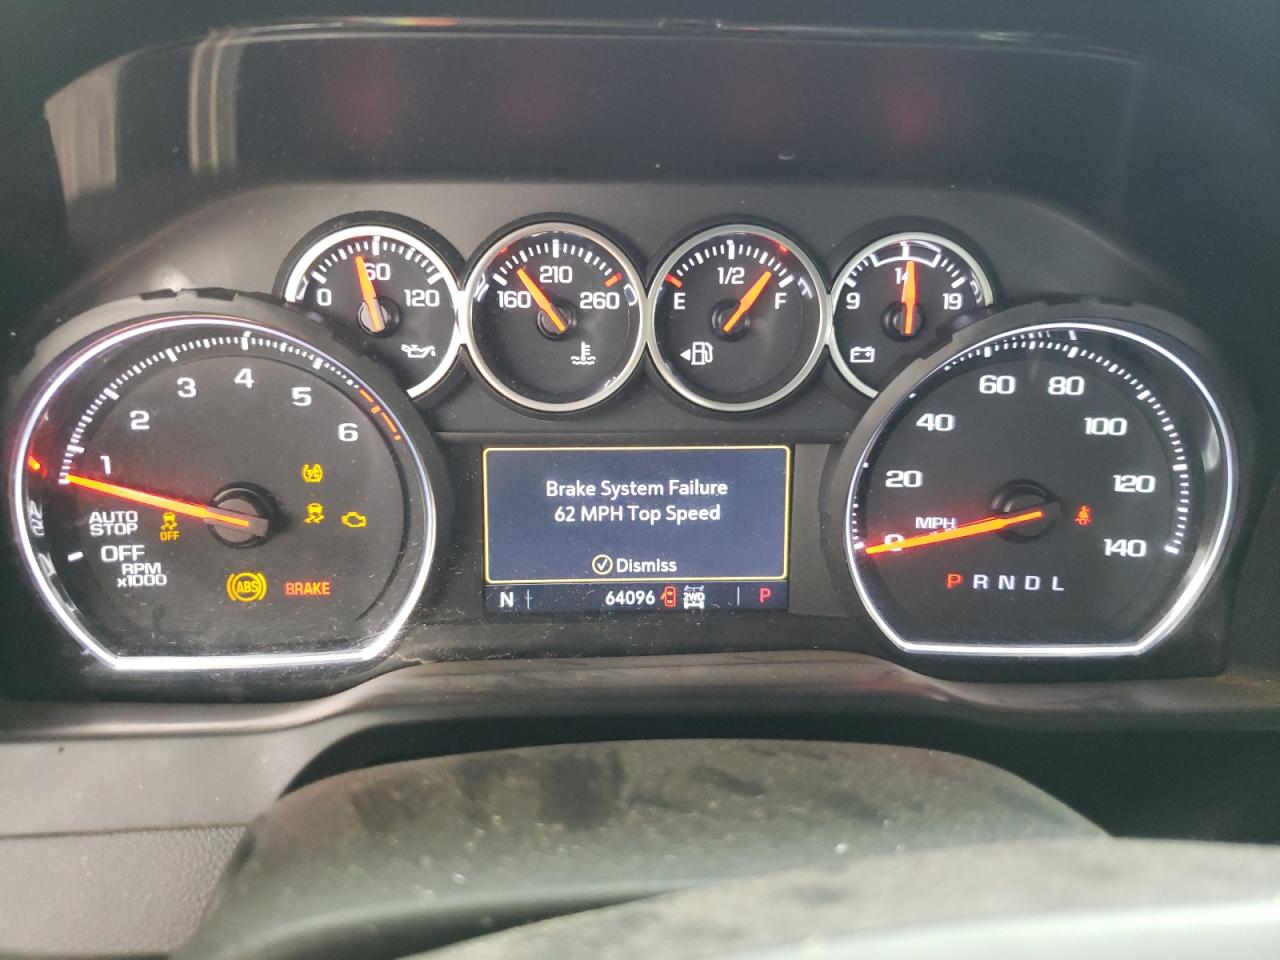 0 60 120
160 210 260
E 1/2 F
9 14 19
1 2 3 4 5 6
AUTO
STOP
OFF
OFF
RPM
x1000
ABS
BRAKE
Brake System Failure
62 MPH Top Speed
Dismiss
N 64096 2WD P
0 20 40 60 80 100 120 140
MPH
P R N D L